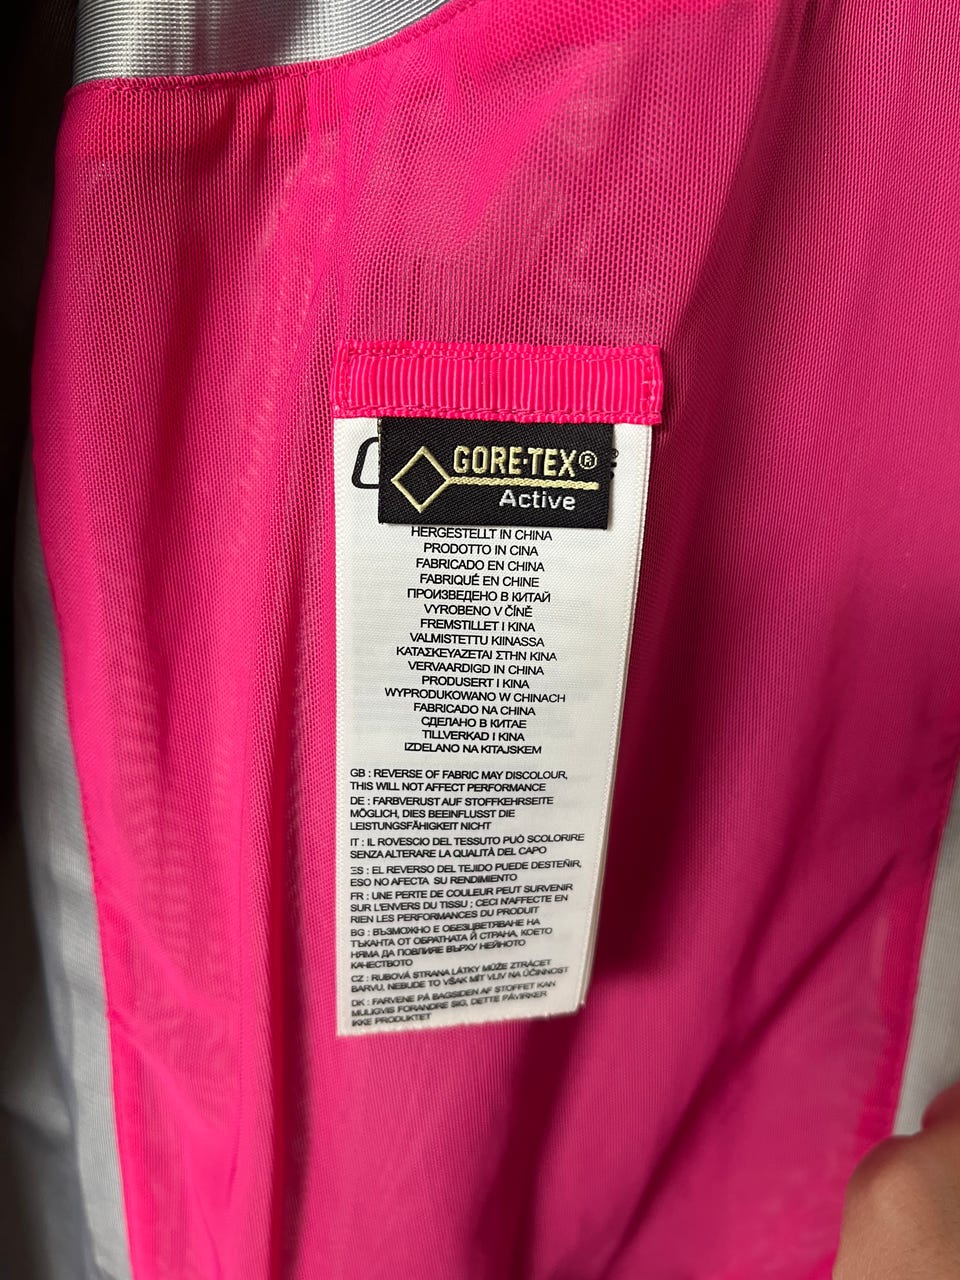 GORE-TEX®
Active
HERGESTELLT IN CHINA
PRODOTTO IN CINA
FABRICADO EN CHINA
FABRIQUÉ EN CHINE
ПРОИЗВЕДЕНО В КИТАЙ
VYROBENO V ČÍNĚ
FREMSTILLET I KINA
VALMISTETTU KIINASSA
ΚΑΤΑΣΚΕΥΑΖΕΤΑΙ ΣΤΗΝ ΚΙΝΑ
VERVAARDIGD IN CHINA
PRODUSERT I KINA
WYPRODUKOWANO W CHINACH
FABRICADO NA CHINA
СДЕЛАНО В КИТАЕ
TILLVERKAD I KINA
IZDELANO NA KITAJSKEM
GB : REVERSE OF FABRIC MAY DISCOLOUR,
THIS WILL NOT AFFECT PERFORMANCE
DE : FARBVERUST AUF STOFFKEHRSEITE
MÖGLICH, DIES BEEINFLUSST DIE
LEISTUNGSFÄHIGKEIT NICHT
IT : IL ROVESCIO DEL TESSUTO PUÒ SCOLORIRE
SENZA ALTERARE LA QUALITÀ DEL CAPO
ES : EL REVERSO DEL TEJIDO PUEDE DESTEÑIR,
ESO NO AFECTA SU RENDIMIENTO
FR : UNE PERTE DE COULEUR PEUT SURVENIR
SUR L'ENVERS DU TISSU ; CECI N'AFFECTE EN
RIEN LES PERFORMANCES DU PRODUIT
BG : ВЪЗМОЖНО Е ОБЕЗЦВЕТЯВАНЕ НА
ТЪКАНТА ОТ ОБРАТНАТА Й СТРАНА, КОЕТО
НЯМА ДА ПОВЛИЯЕ ВЪРХУ НЕЙНОТО
КАЧЕСТВОТО
CZ : RUBOVÁ STRANA LÁTKY MŮŽE ZTRÁCET
BARVU, NEBUDE TO VŠAK MÍT VLIV NA ÚČINNOST
DK : FARVENE PÅ BAGSIDEN AF STOFFET KAN
MULIGVIS FORANDRE SIG, DETTE PÅVIRKER
IKKE PRODUKTET